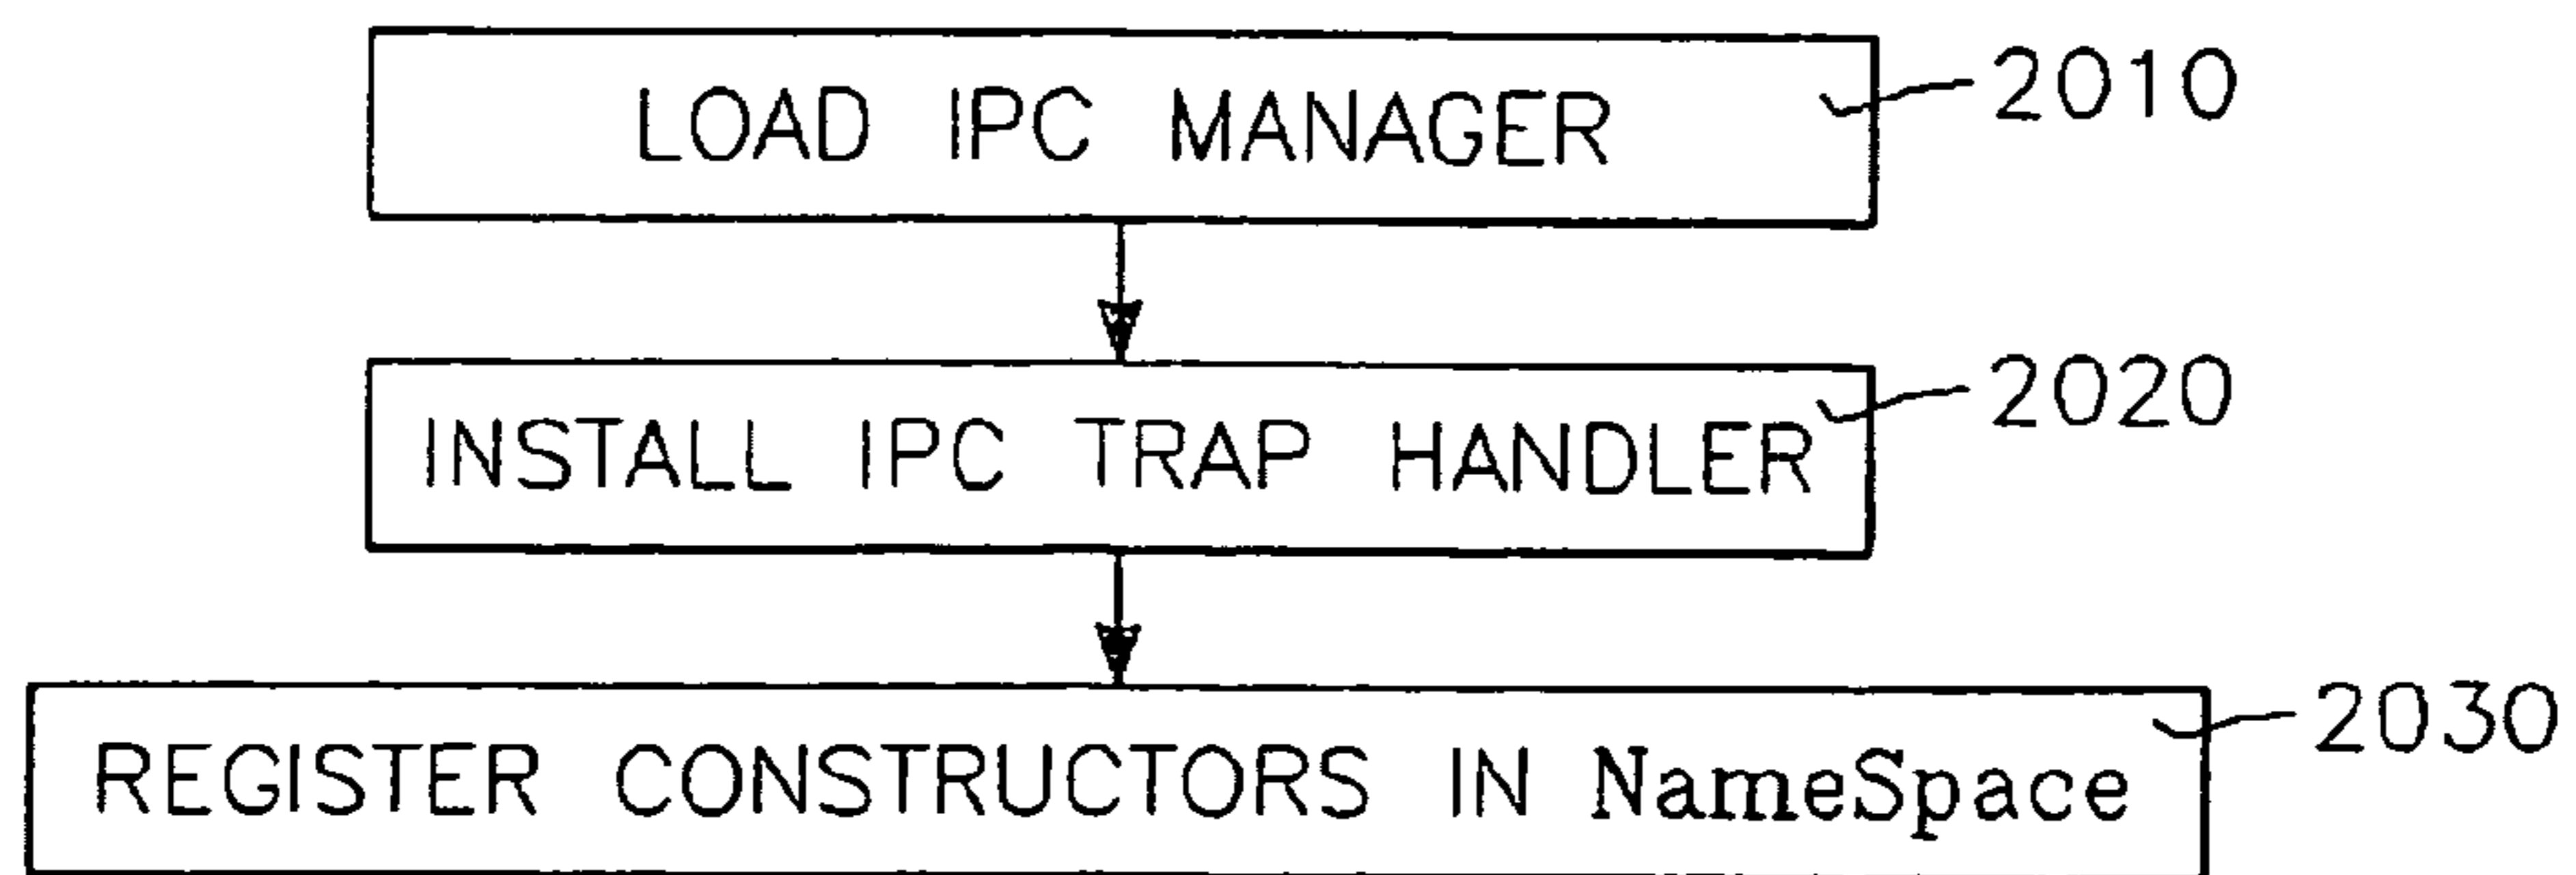 LOAD IPC MANAGER
2010
INSTALL IPC TRAP HANDLER
2020
REGISTER CONSTRUCTORS IN NameSpace
2030